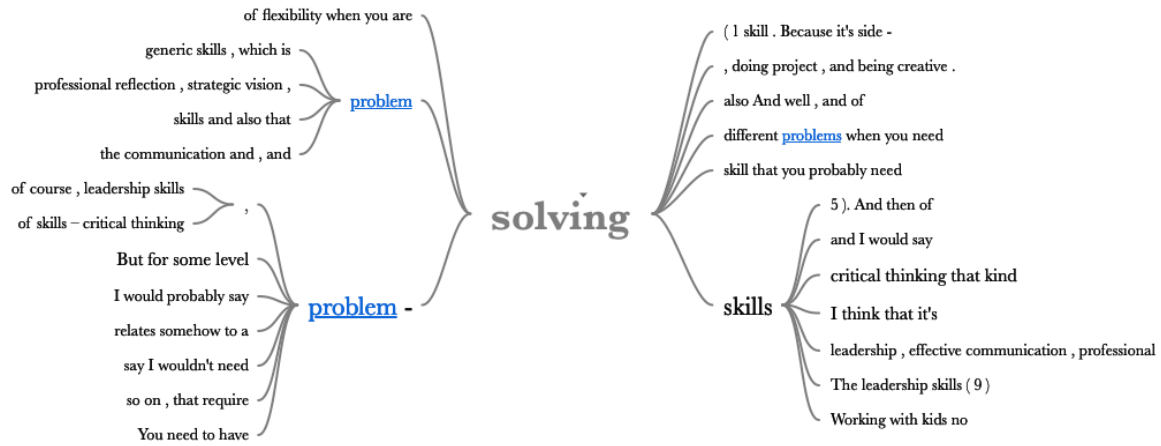 of flexibility when you are
generic skills , which is
professional reflection , strategic vision ,
skills and also that
the communication and , and
problem
of course , leadership skills
of skills – critical thinking
,
But for some level
I would probably say
relates somehow to a
say I wouldn't need
so on , that require
You need to have
problem -
solving
( 1 skill . Because it's side -
, doing project , and being creative .
also And well , and of
different problems when you need
skill that you probably need
skills
5 ). And then of
and I would say
critical thinking that kind
I think that it's
leadership , effective communication , professional
The leadership skills ( 9 )
Working with kids no